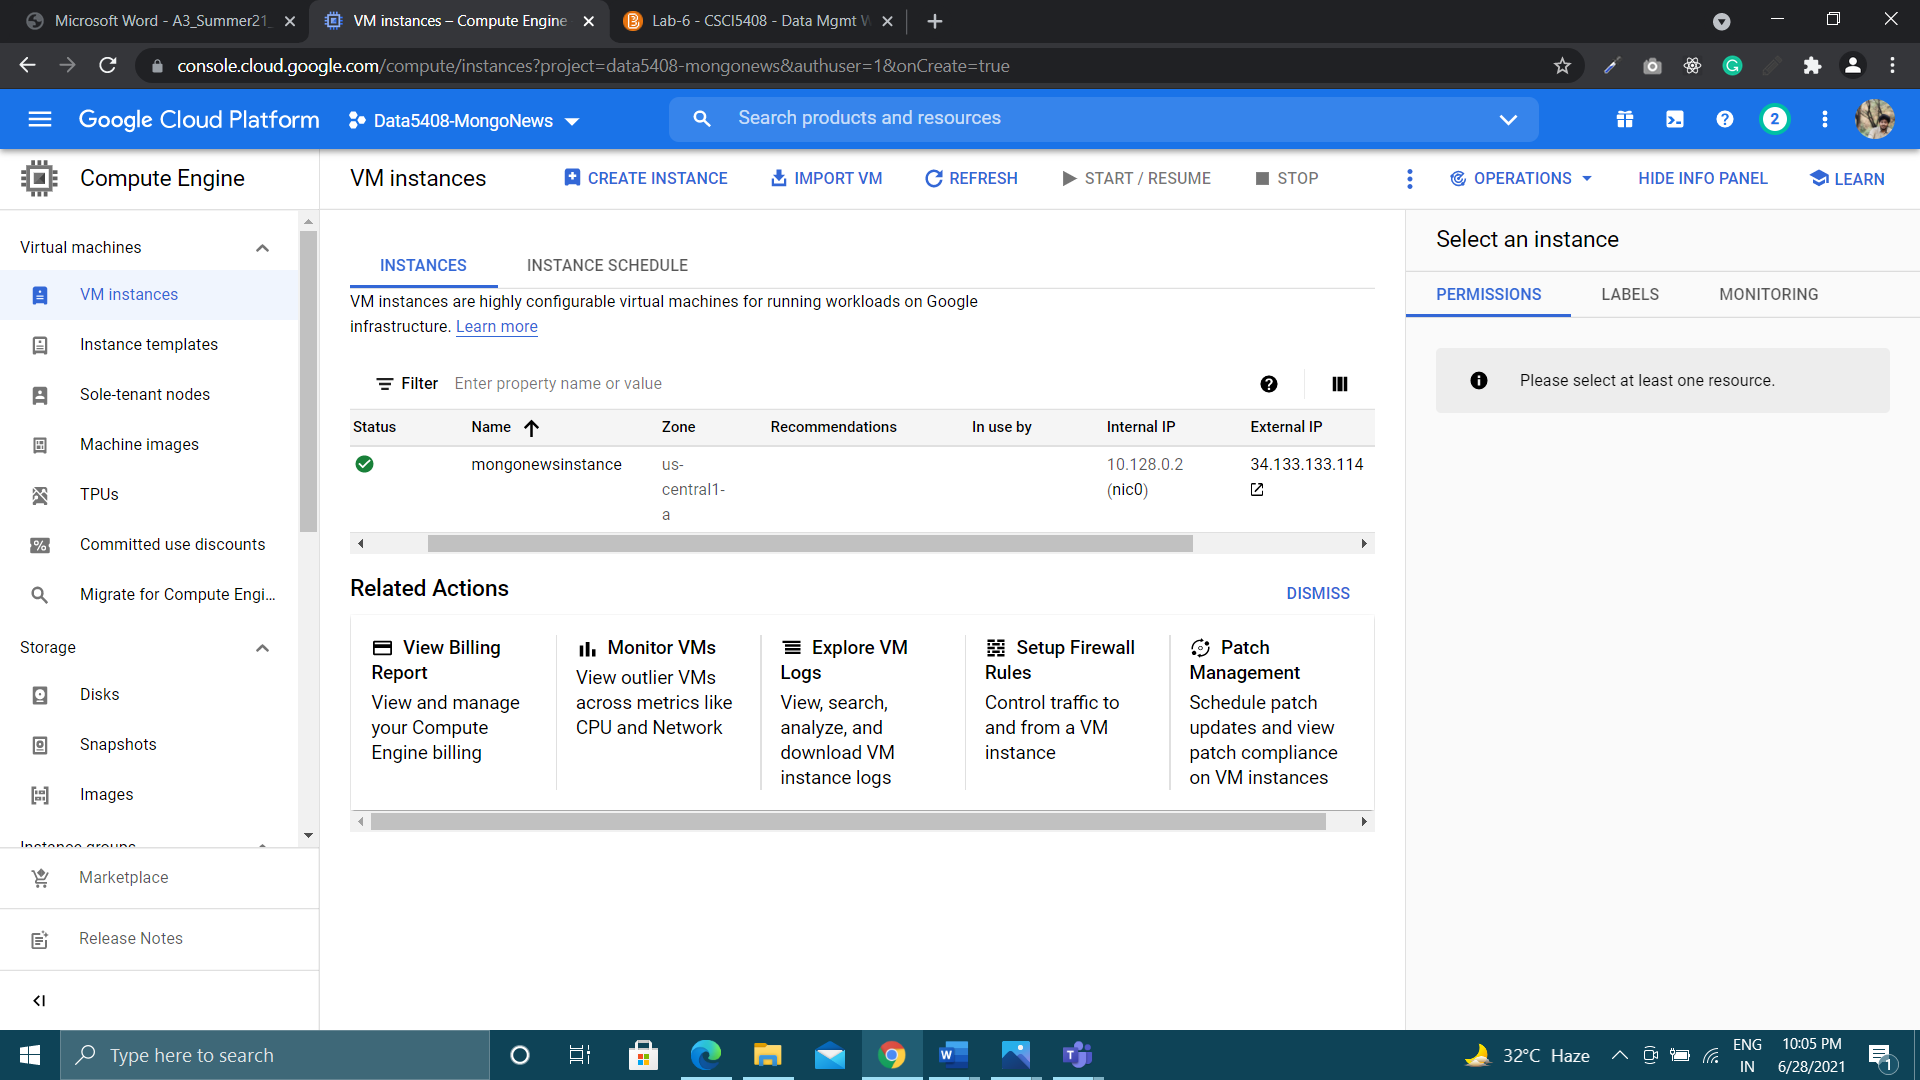 Microsoft Word - A3_Summer21_
VM instances – Compute Engine
Lab-6 - CSCI5408 - Data Mgmt W
console.cloud.google.com/compute/instances?project=data5408-mongonews&authuser=1&onCreate=true
Google Cloud Platform
Data5408-MongoNews
Search products and resources
2
Compute Engine
VM instances
CREATE INSTANCE
IMPORT VM
REFRESH
START / RESUME
STOP
OPERATIONS
HIDE INFO PANEL
LEARN
Virtual machines
VM instances
Instance templates
Sole-tenant nodes
Machine images
TPUs
Committed use discounts
Migrate for Compute Engi...
Storage
Disks
Snapshots
Images
Instance groups
Marketplace
Release Notes
INSTANCES
INSTANCE SCHEDULE
VM instances are highly configurable virtual machines for running workloads on Google
infrastructure. Learn more
Filter Enter property name or value
Status Name Zone Recommendations In use by Internal IP External IP
mongonewsinstance us- 10.128.0.2 34.133.133.114
central1- (nic0)
a
Related Actions
DISMISS
View Billing
Report
View and manage
your Compute
Engine billing
Monitor VMs
View outlier VMs
across metrics like
CPU and Network
Explore VM
Logs
View, search,
analyze, and
download VM
instance logs
Setup Firewall
Rules
Control traffic to
and from a VM
instance
Patch
Management
Schedule patch
updates and view
patch compliance
on VM instances
Select an instance
PERMISSIONS
LABELS
MONITORING
Please select at least one resource.
Type here to search
32°C Haze
ENG
IN
10:05 PM
6/28/2021
1